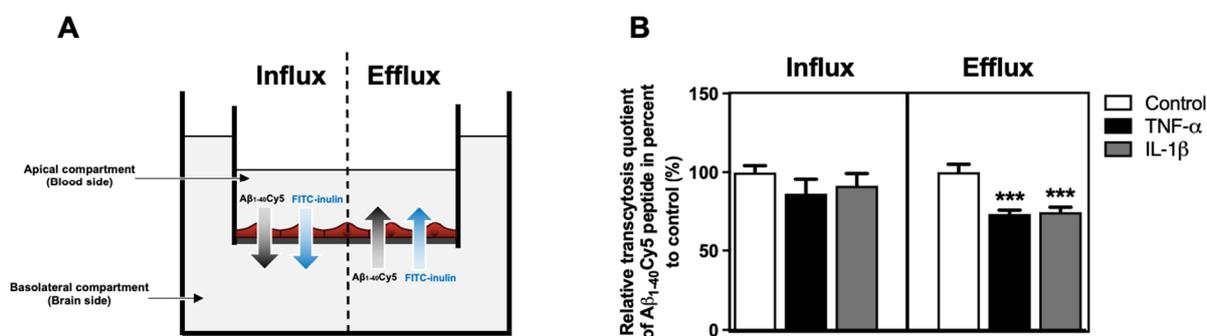 A
Influx
Efflux
Apical compartment
(Blood side)
Aβ1-40Cy5
FITC-inulin
Aβ1-40Cy5
FITC-inulin
Basolateral compartment
(Brain side)
B
Influx
Efflux
Relative transcytosis quotient
of Aβ1-40Cy5 peptide in percent
to control (%)
150
100
50
0
***
***
Control
TNF-α
IL-1β